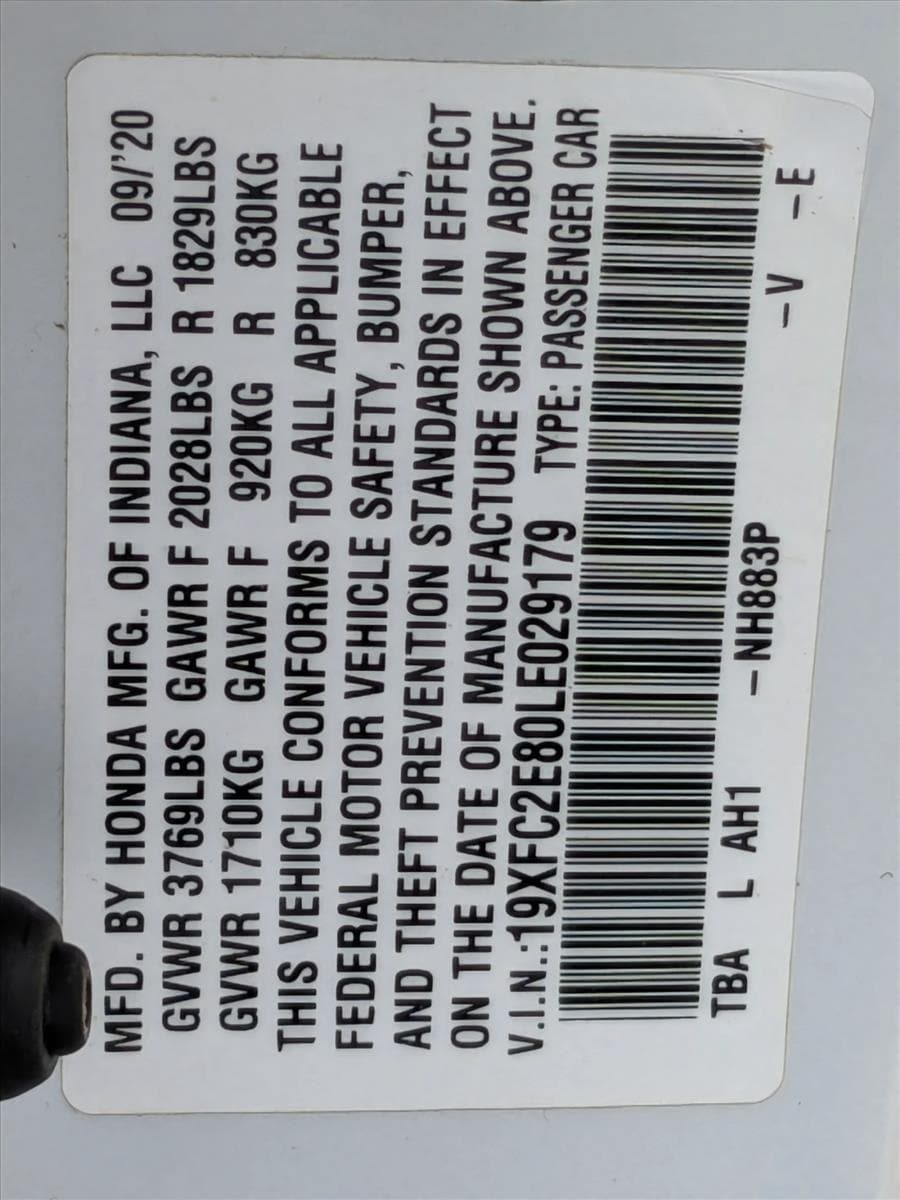 MFD. BY HONDA MFG. OF INDIANA, LLC 09/'20
GVWR 3769LBS GAWR F 2028LBS R 1829LBS
GVWR 1710KG GAWR F 920KG R 830KG
THIS VEHICLE CONFORMS TO ALL APPLICABLE
FEDERAL MOTOR VEHICLE SAFETY, BUMPER,
AND THEFT PREVENTION STANDARDS IN EFFECT
ON THE DATE OF MANUFACTURE SHOWN ABOVE.
V.I.N.:19XFC2E80LE029179 TYPE: PASSENGER CAR
TBA L AH1 -NH883P -V -E